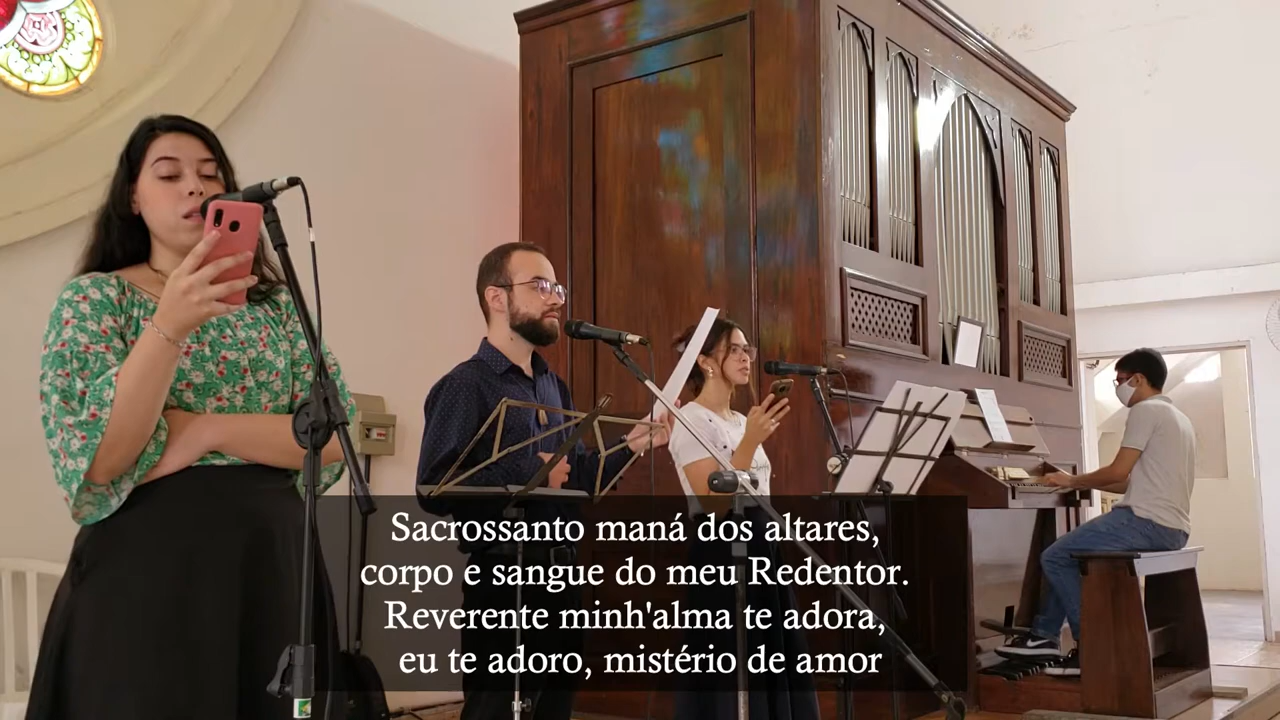 Sacrossanto maná dos altares,
corpo e sangue do meu Redentor.
Reverente minh'alma te adora,
eu te adoro, mistério de amor